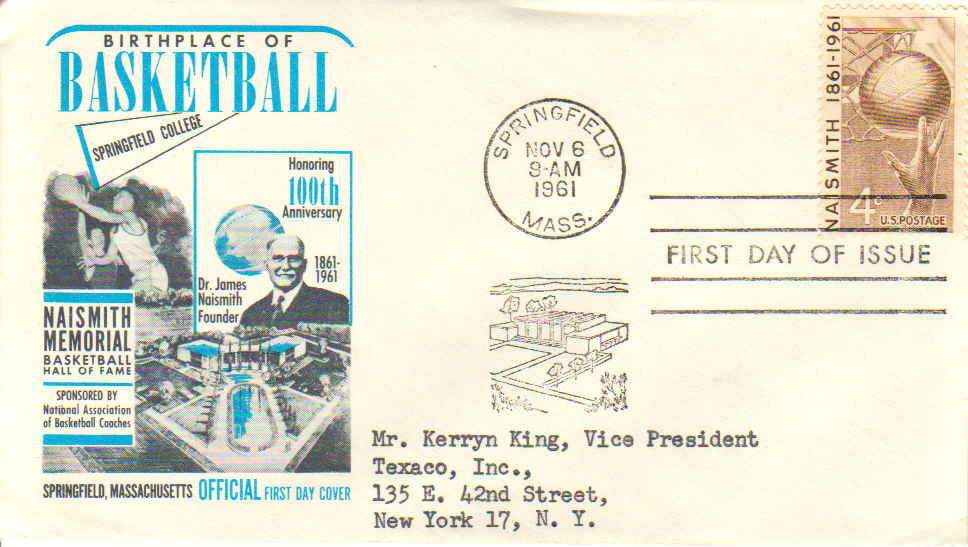 BIRTHPLACE OF
BASKETBALL
SPRINGFIELD COLLEGE
Honoring
100th
Anniversary
1861-
1961
Dr. James
Naismith
Founder
NAISMITH
MEMORIAL
BASKETBALL
HALL OF FAME
SPONSORED BY
National Association
of Basketball Coaches
SPRINGFIELD, MASSACHUSETTS OFFICIAL FIRST DAY COVER
SPRINGFIELD
NOV 6
9-AM
1961
MASS.
NAISMITH 1861-1961
4c
U.S. POSTAGE
FIRST DAY OF ISSUE
Mr. Kerryn King, Vice President
Texaco, Inc.,
135 E. 42nd Street,
New York 17, N. Y.